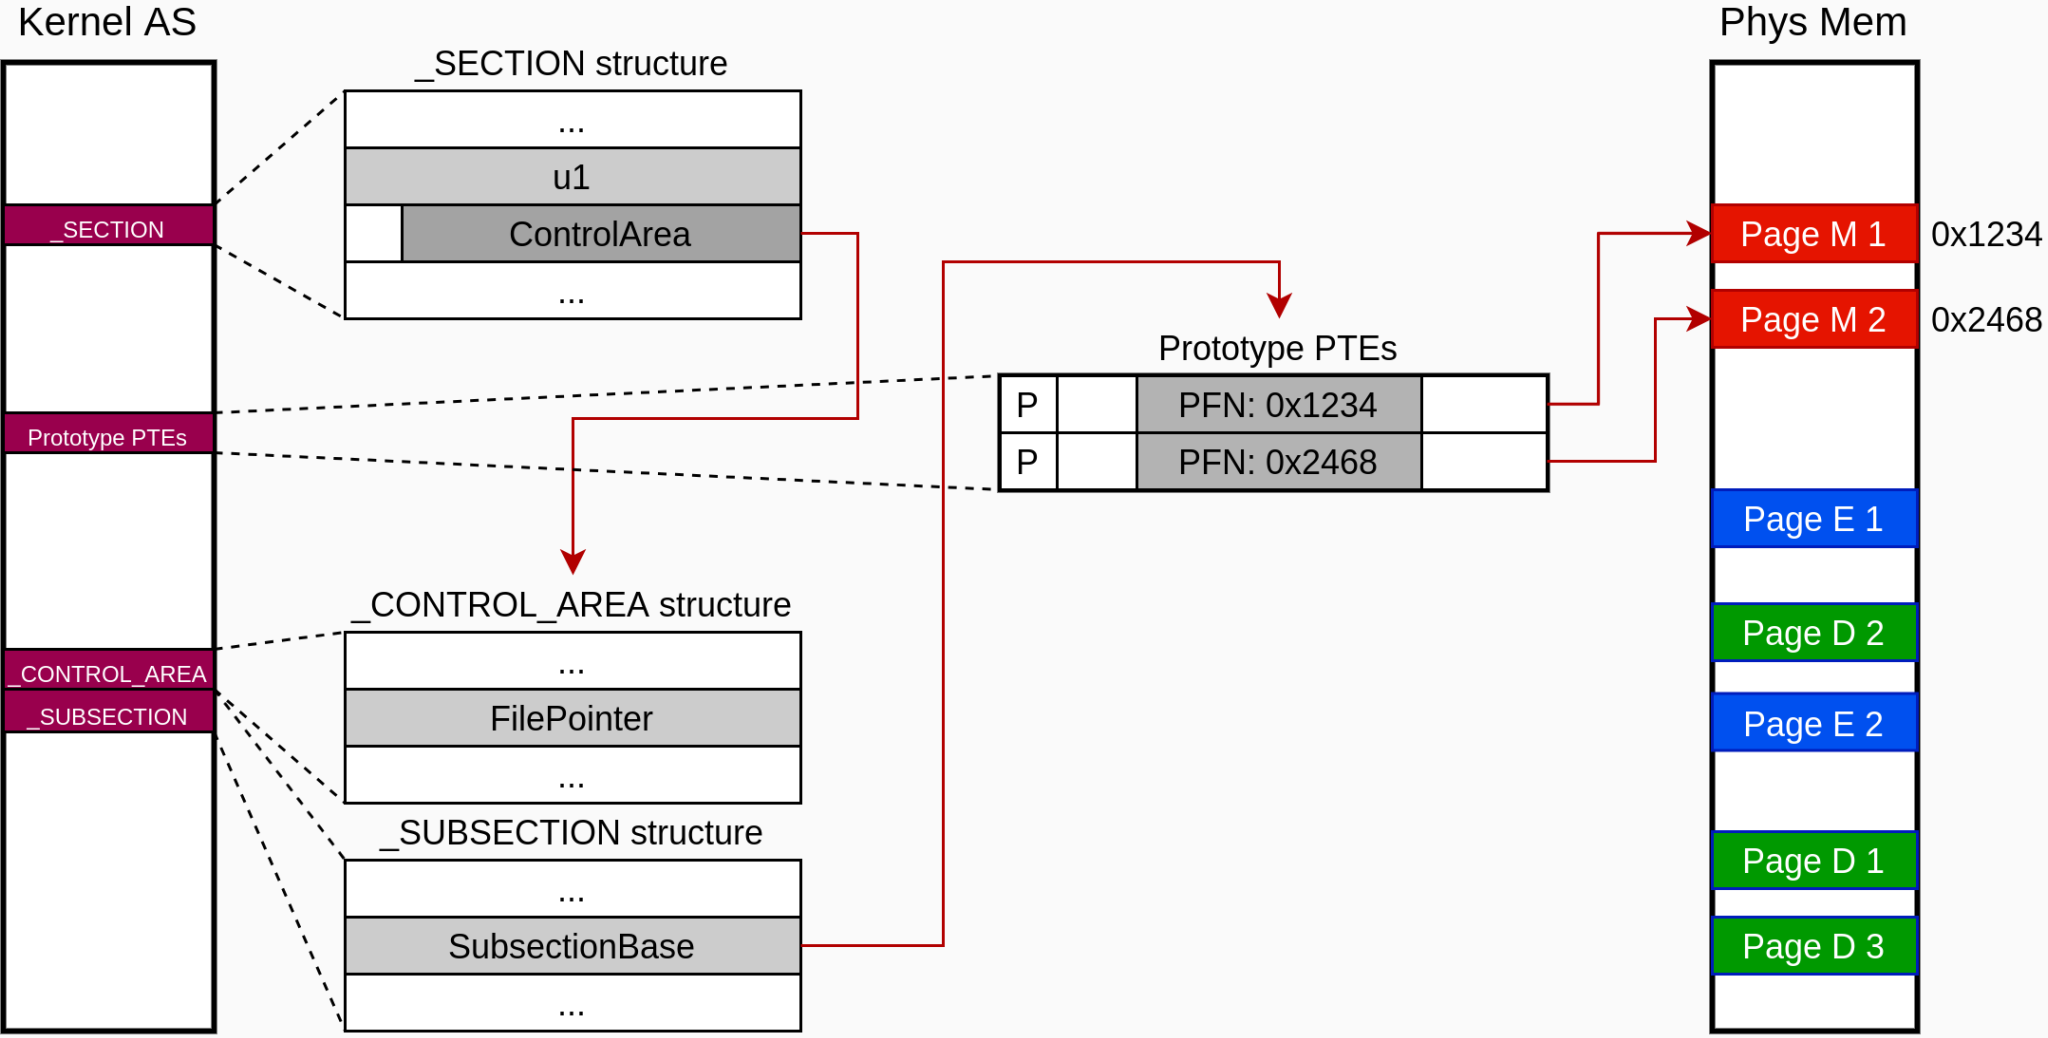 Kernel AS
_SECTION
Prototype PTEs
_CONTROL_AREA
_SUBSECTION
_SECTION structure
...
u1
ControlArea
...
_CONTROL_AREA structure
...
FilePointer
...
_SUBSECTION structure
...
SubsectionBase
...
Prototype PTEs
P PFN: 0x1234
P PFN: 0x2468
Phys Mem
Page M 1 0x1234
Page M 2 0x2468
Page E 1
Page D 2
Page E 2
Page D 1
Page D 3